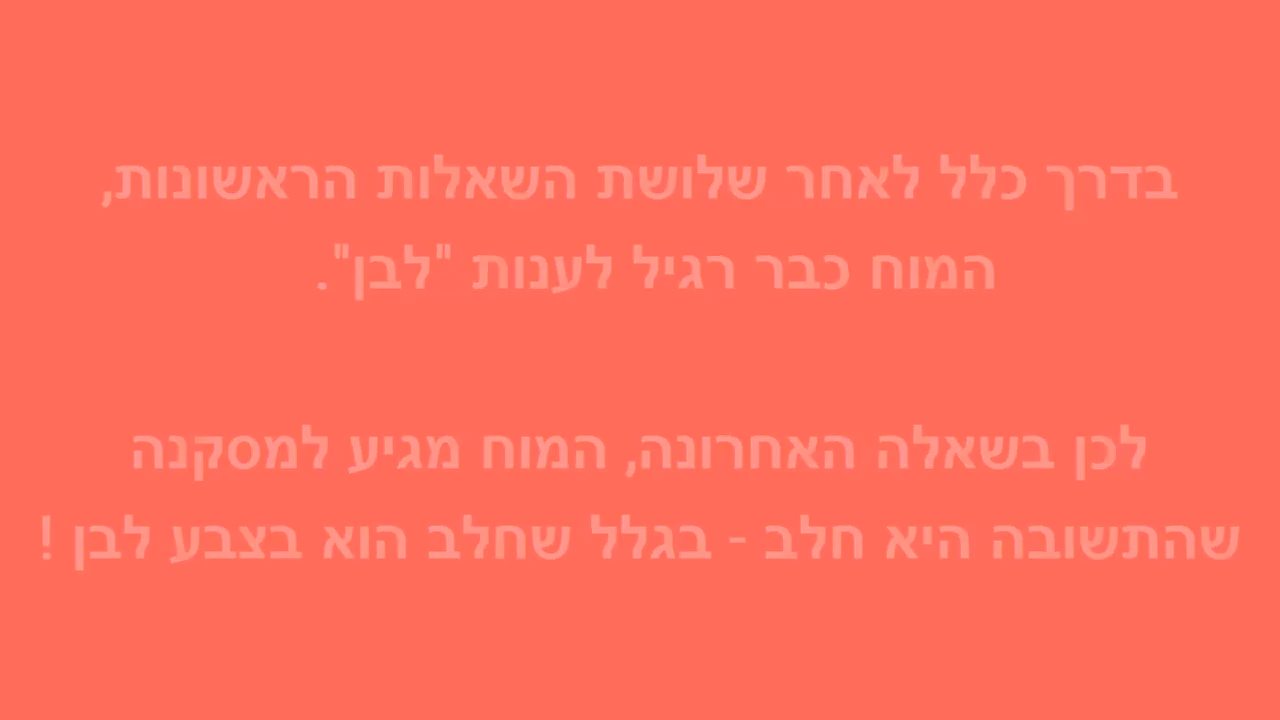 בדרך כלל לאחר שלושת השאלות הראשונות,
המוח כבר רגיל לענות "לבן".
לכן בשאלה האחרונה, המוח מגיע למסקנה
שהתשובה היא חלב - בגלל שחלב הוא בצבע לבן !